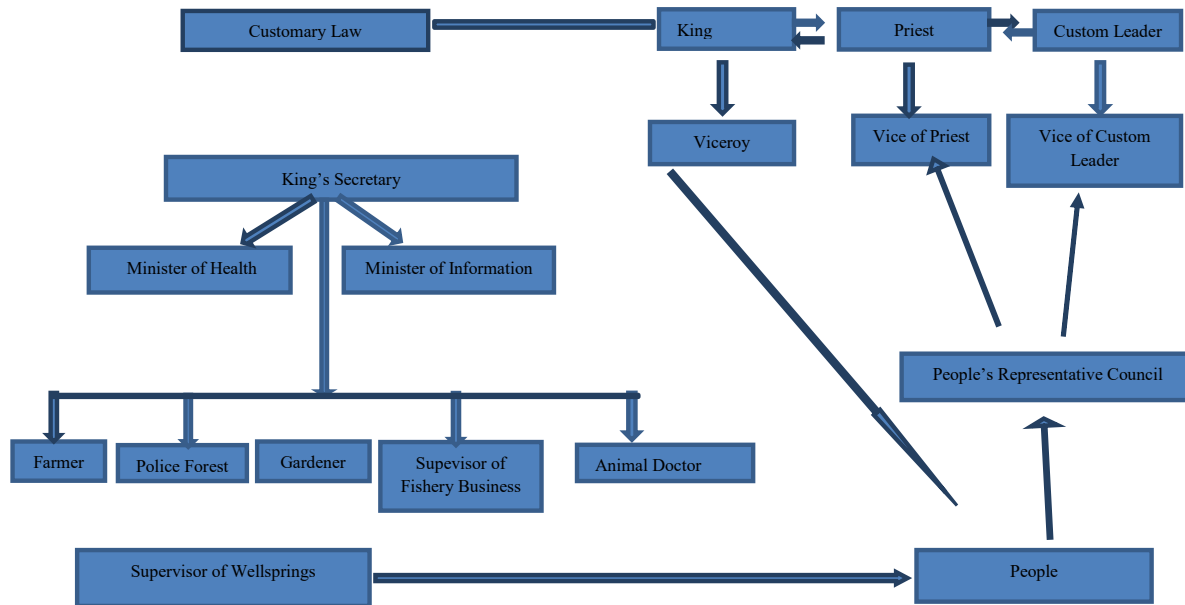 Customary Law
King
Priest
Custom Leader
Viceroy
Vice of Priest
Vice of Custom
Leader
King’s Secretary
Minister of Health
Minister of Information
People’s Representative Council
Farmer
Police Forest
Gardener
Supevisor of
Fishery Business
Animal Doctor
Supervisor of Wellsprings
People